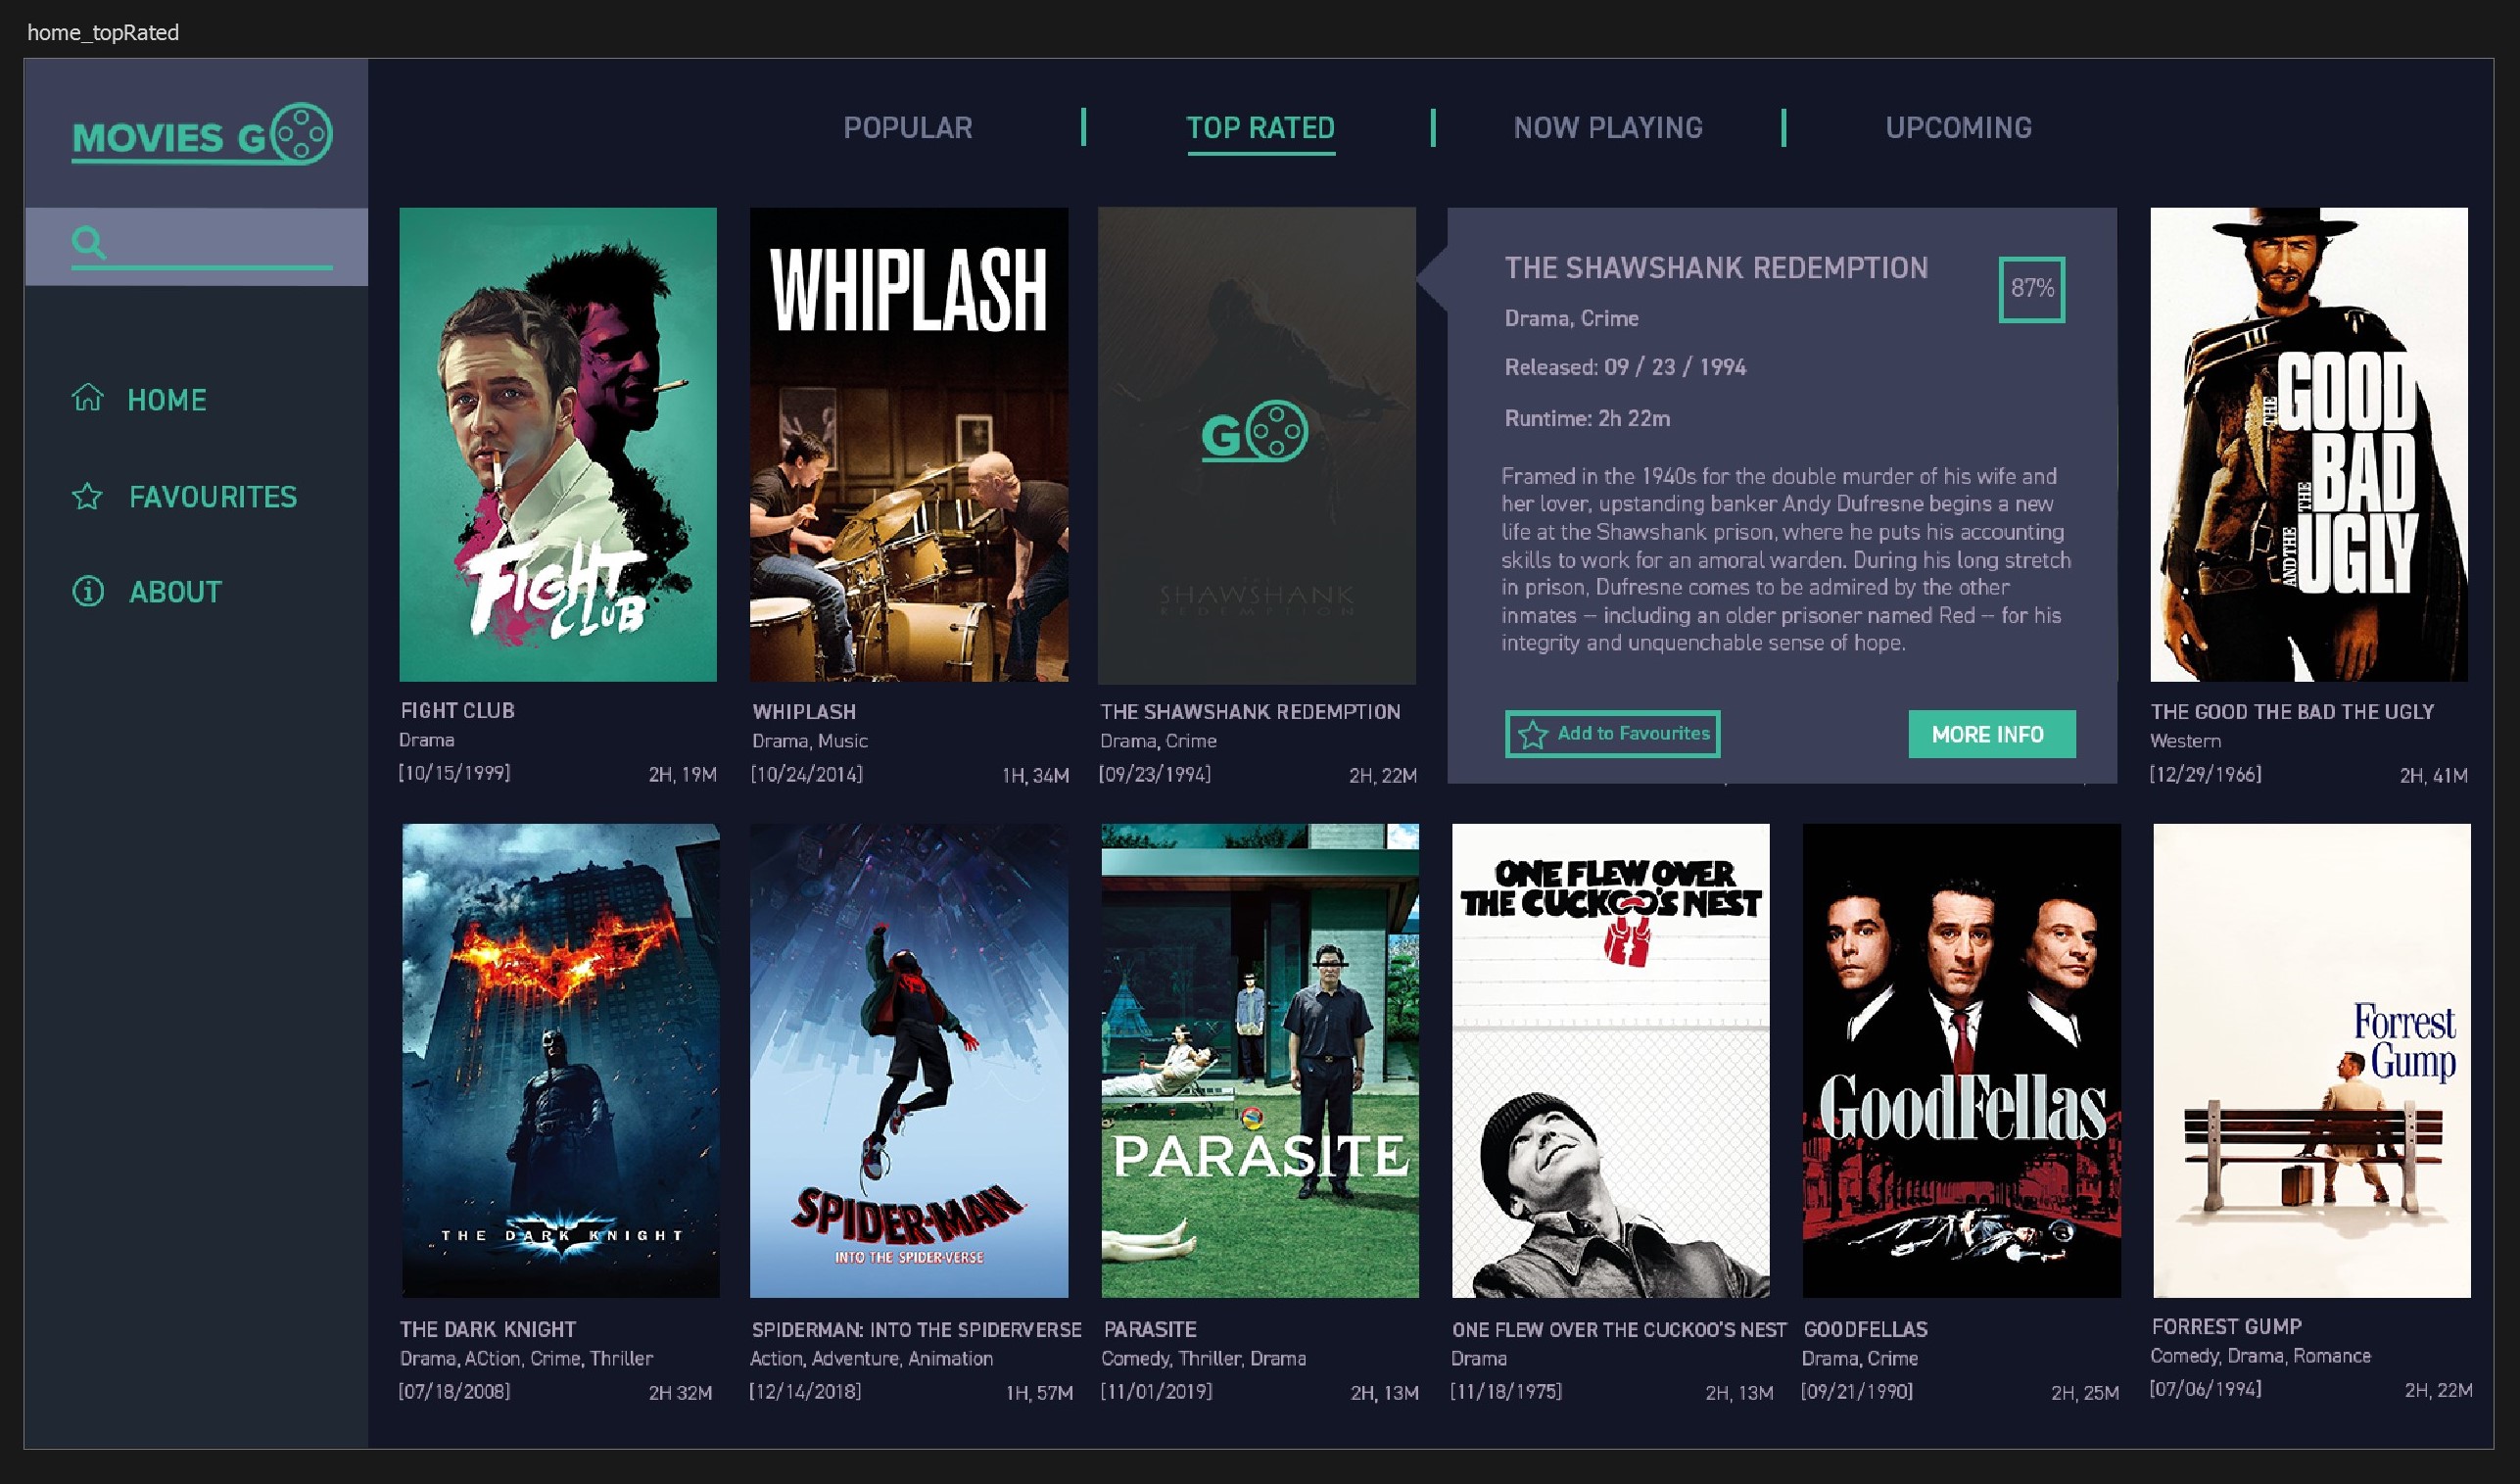 home_topRated
MOVIES GO
POPULAR
TOP RATED
NOW PLAYING
UPCOMING
HOME
FAVOURITES
ABOUT
FIGHT
CLUB
FIGHT CLUB
Drama
[10/15/1999] 2H, 19M
WHIPLASH
WHIPLASH
Drama, Music
[10/24/2014] 1H, 34M
GO
THE
SHAWSHANK
REDEMPTION
THE SHAWSHANK REDEMPTION
Drama, Crime
[09/23/1994] 2H, 22M
THE SHAWSHANK REDEMPTION
87%
Drama, Crime
Released: 09 / 23 / 1994
Runtime: 2h 22m
Framed in the 1940s for the double murder of his wife and
her lover, upstanding banker Andy Dufresne begins a new
life at the Shawshank prison, where he puts his accounting
skills to work for an amoral warden. During his long stretch
in prison, Dufresne comes to be admired by the other
inmates -- including an older prisoner named Red -- for his
integrity and unquenchable sense of hope.
Add to Favourites
MORE INFO
THE GOOD
THE BAD
AND THE UGLY
THE GOOD THE BAD THE UGLY
Western
[12/29/1966] 2H, 41M
THE DARK KNIGHT
THE DARK KNIGHT
Drama, ACtion, Crime, Thriller
[07/18/2008] 2H 32M
SPIDER-MAN
INTO THE SPIDER-VERSE
SPIDERMAN: INTO THE SPIDERVERSE
Action, Adventure, Animation
[12/14/2018] 1H, 57M
PARASITE
PARASITE
Comedy, Thriller, Drama
[11/01/2019] 2H, 13M
ONE FLEW OVER
THE CUCKOO'S NEST
ONE FLEW OVER THE CUCKOO'S NEST
Drama
[11/18/1975] 2H, 13M
GoodFellas
GOODFELLAS
Drama, Crime
[09/21/1990] 2H, 25M
Forrest
Gump
FORREST GUMP
Comedy, Drama, Romance
[07/06/1994] 2H, 22M